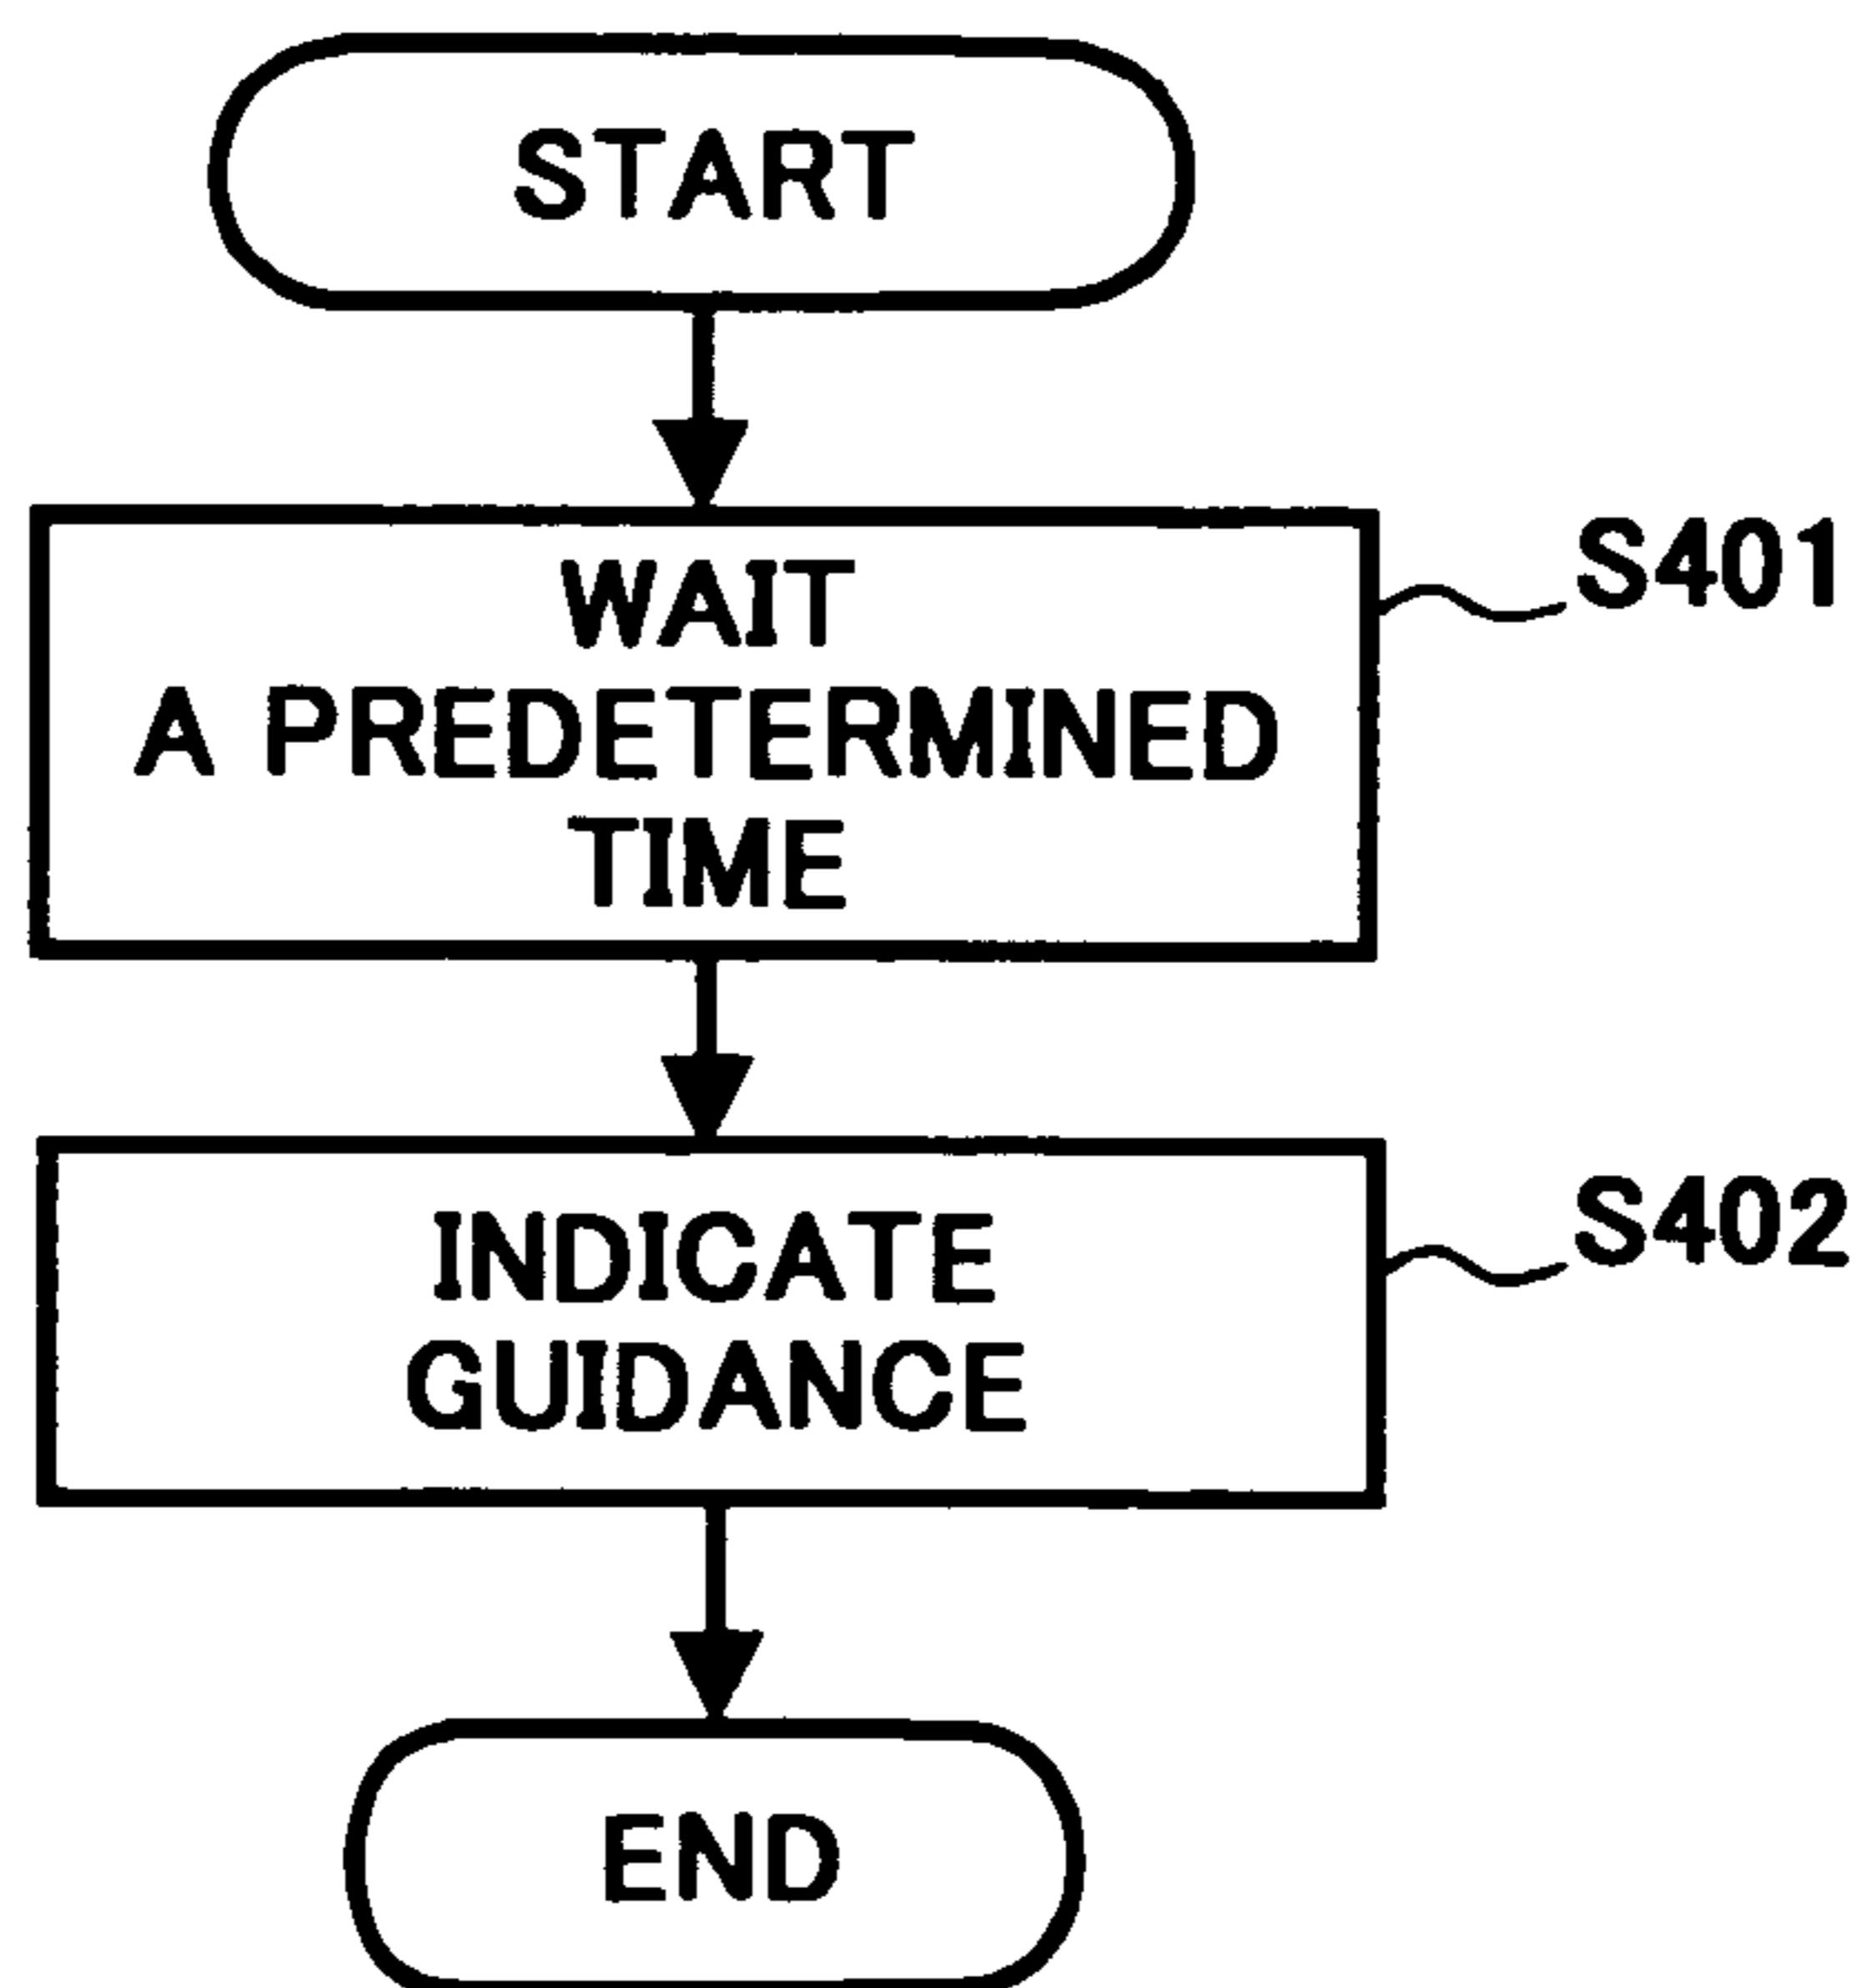 START
WAIT
A PREDETERMINED
TIME
S401
INDICATE
GUIDANCE
S402
END